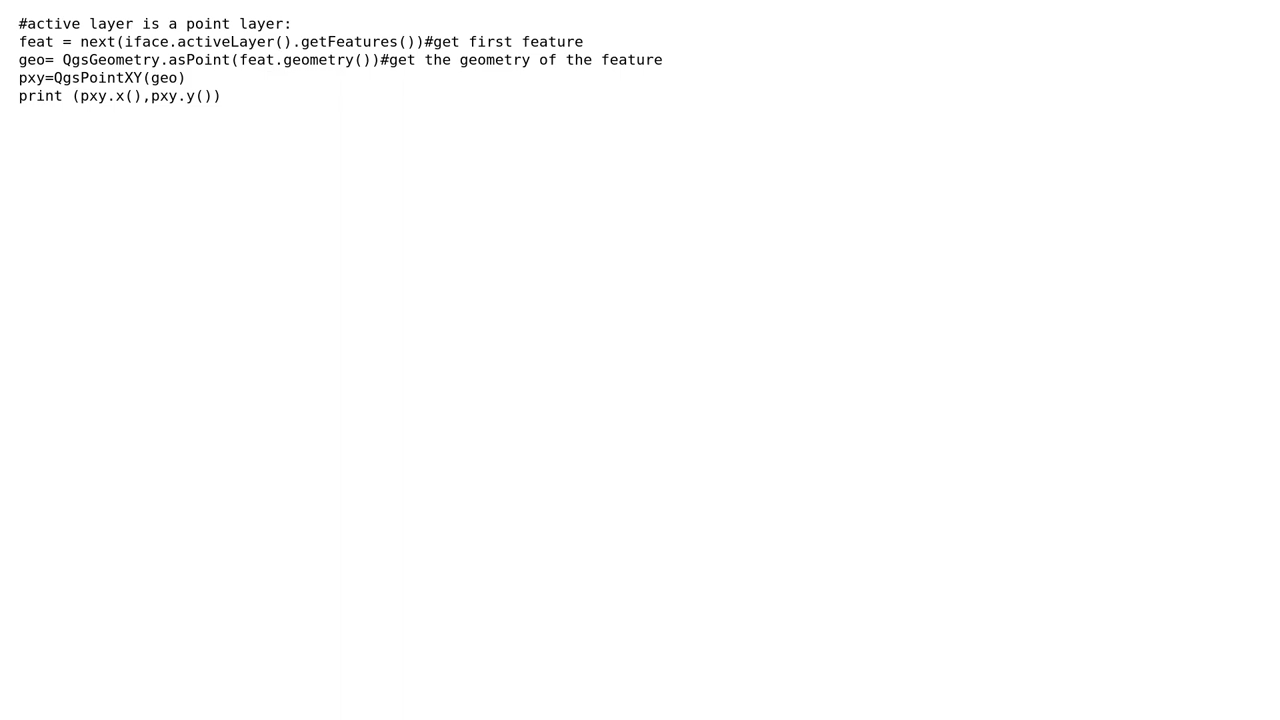 #active layer is a point layer:
feat = next(iface.activeLayer().getFeatures())#get first feature
geo= QgsGeometry.asPoint(feat.geometry())#get the geometry of the feature
pxy=QgsPointXY(geo)
print (pxy.x(),pxy.y())